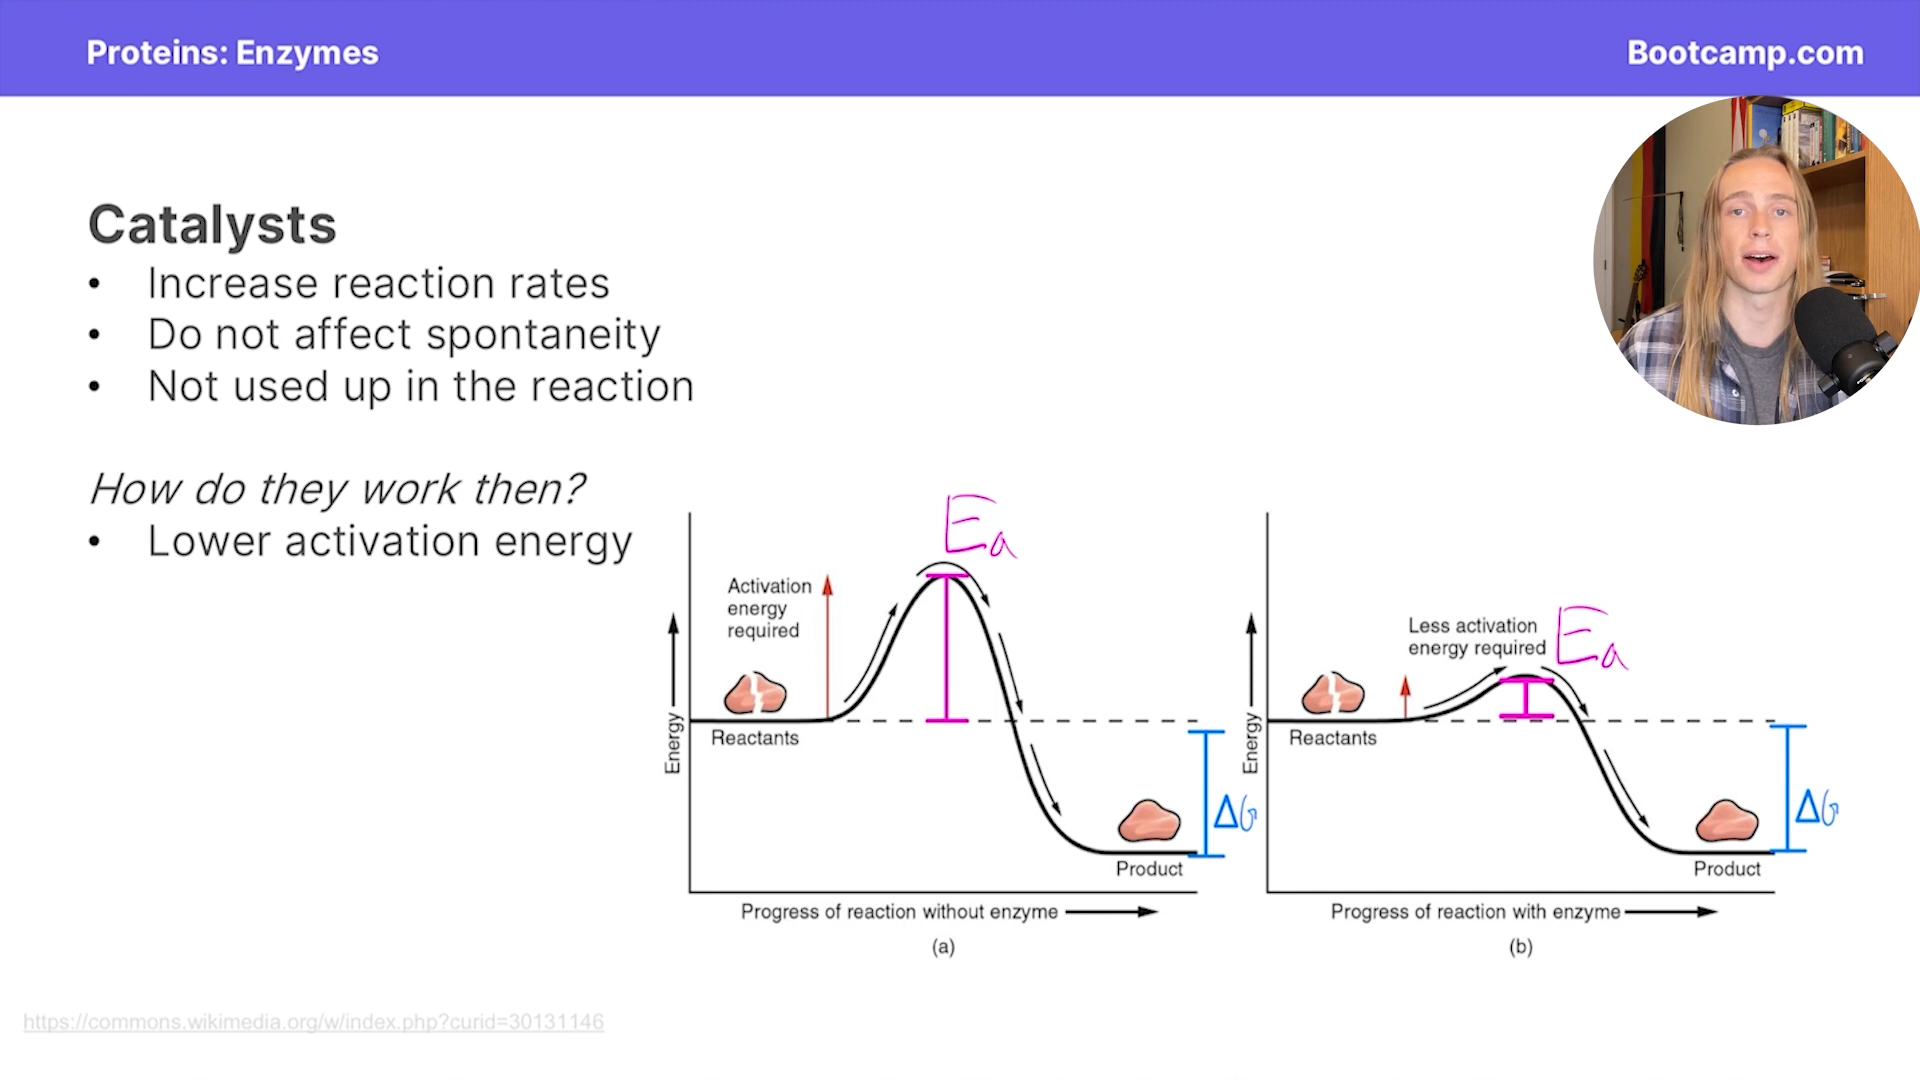 Proteins: Enzymes
Bootcamp.com
Catalysts
• Increase reaction rates
• Do not affect spontaneity
• Not used up in the reaction
How do they work then?
• Lower activation energy
Ea
Activation
energy
required
Reactants
Energy
ΔG
Product
Progress of reaction without enzyme
(a)
Less activation
energy required
Ea
Reactants
Energy
ΔG
Product
Progress of reaction with enzyme
(b)
https://commons.wikimedia.org/w/index.php?curid=30131146